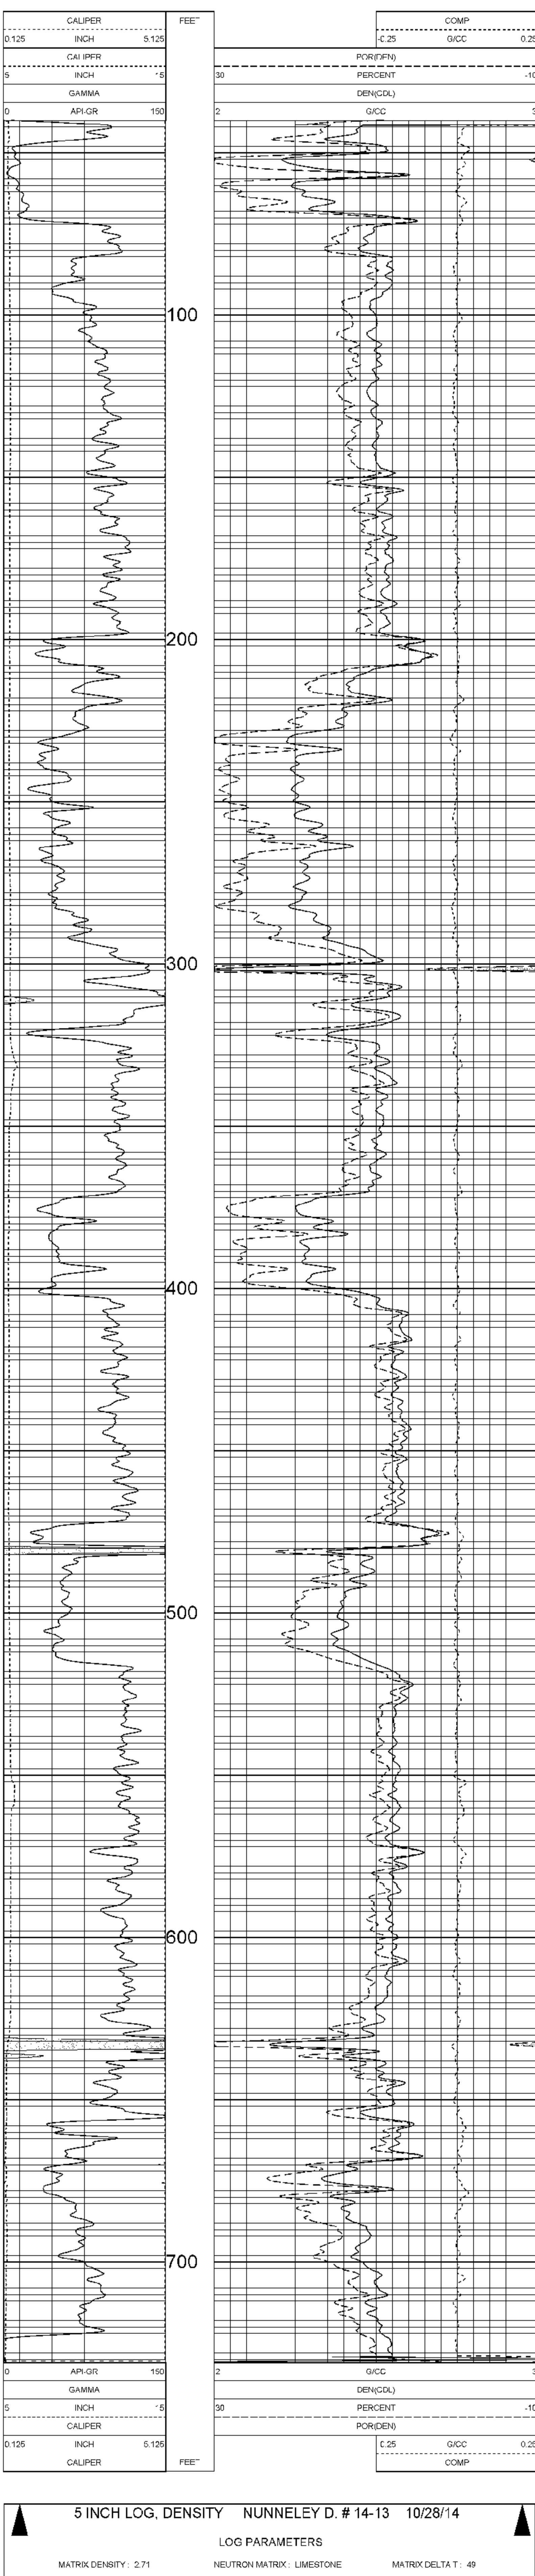 CALIPER FEET COMP
0.125 INCH 5.125 -0.25 G/CC 0.25
CALIPER POR(DEN)
5 INCH 15 30 PERCENT -10
GAMMA DEN(CDL)
0 API-GR 150 2 G/CC 3
100
200
300
400
500
600
700
0 API-GR 150 2 G/CC 3
GAMMA DEN(CDL)
5 INCH 15 30 PERCENT -10
CALIPER POR(DEN)
0.125 INCH 5.125 0.25 G/CC 0.25
CALIPER FEET COMP
5 INCH LOG, DENSITY NUNNELEY D. # 14-13 10/28/14
LOG PARAMETERS
MATRIX DENSITY : 2.71 NEUTRON MATRIX : LIMESTONE MATRIX DELTA T : 49